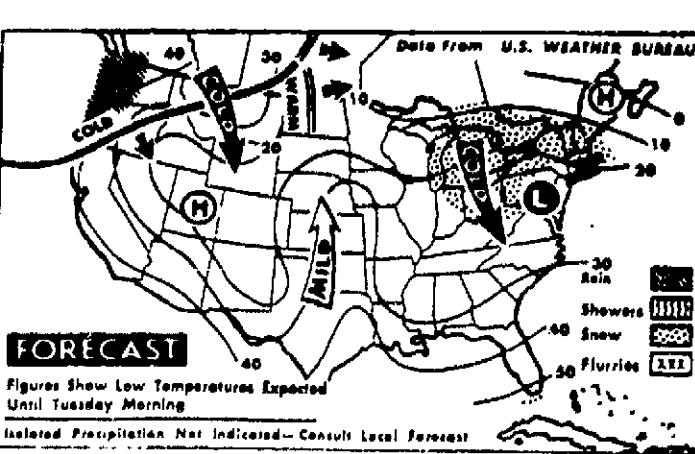 Data From U.S. WEATHER BUREAU
40
30
COLD
WARM
10
H
0
COLD
10
20
20
COLD
H
L
MILD
30
Rain
Showers
40
Snow
FORECAST
40
50
Flurries
Figures Show Low Temperatures Expected
Until Tuesday Morning
Isolated Precipitation Not Indicated—Consult Local Forecast